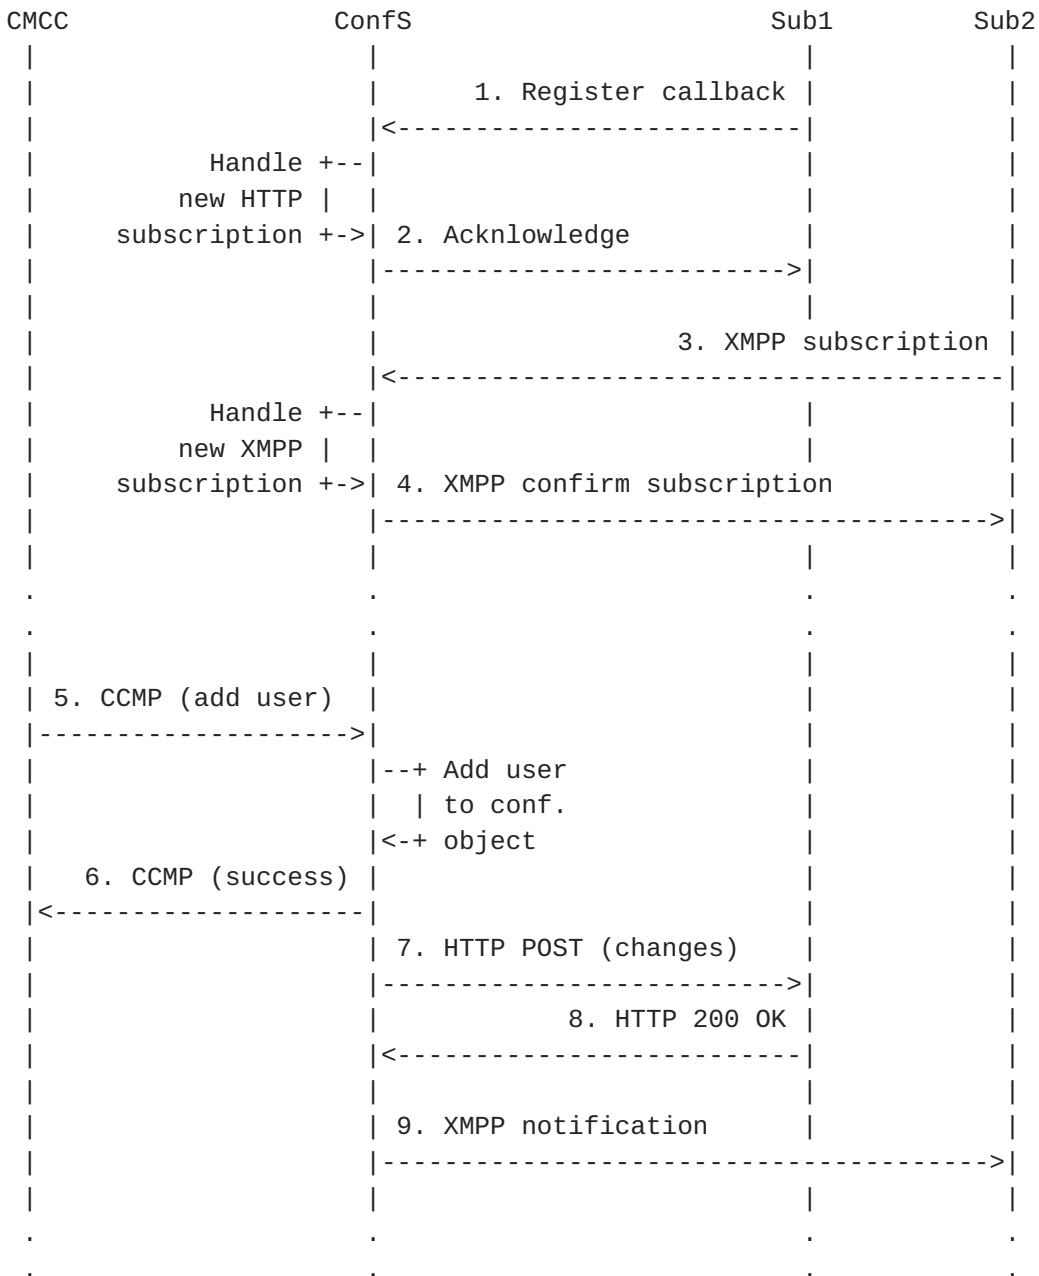 CMCC ConfS Sub1 Sub2
1. Register callback
Handle
new HTTP
subscription 2. Acknlowledge
3. XMPP subscription
Handle
new XMPP
subscription 4. XMPP confirm subscription
5. CCMP (add user)
Add user
to conf.
object
6. CCMP (success)
7. HTTP POST (changes)
8. HTTP 200 OK
9. XMPP notification